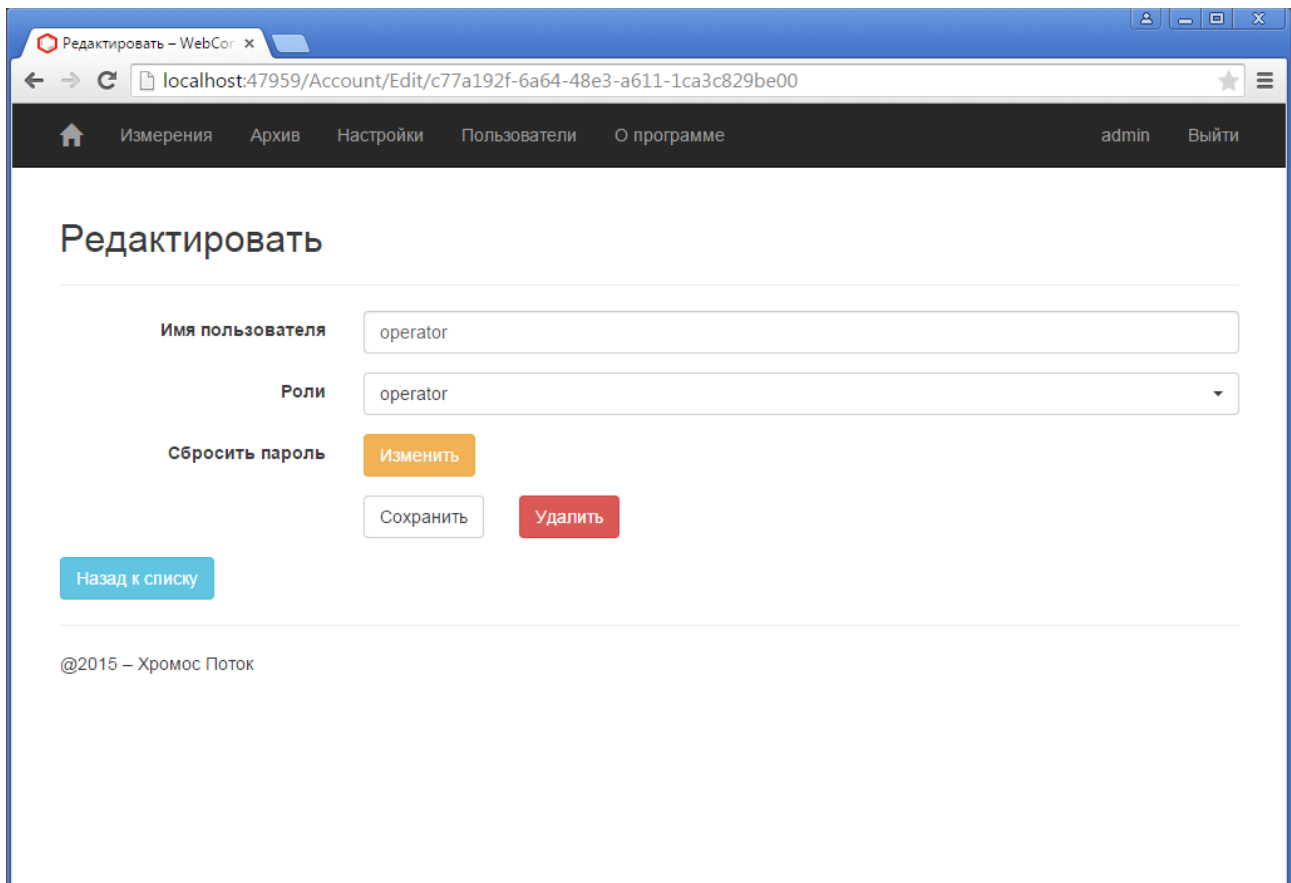 Редактировать – WebCor
localhost:47959/Account/Edit/c77a192f-6a64-48e3-a611-1ca3c829be00
Измерения Архив Настройки Пользователи О программе admin Выйти
Редактировать
Имя пользователя operator
Роли operator
Сбросить пароль Изменить
Сохранить Удалить
Назад к списку
@2015 – Хромос Поток